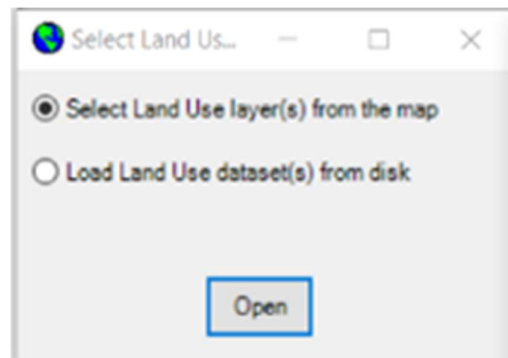 Select Land Us...
Select Land Use layer(s) from the map
Load Land Use dataset(s) from disk
Open